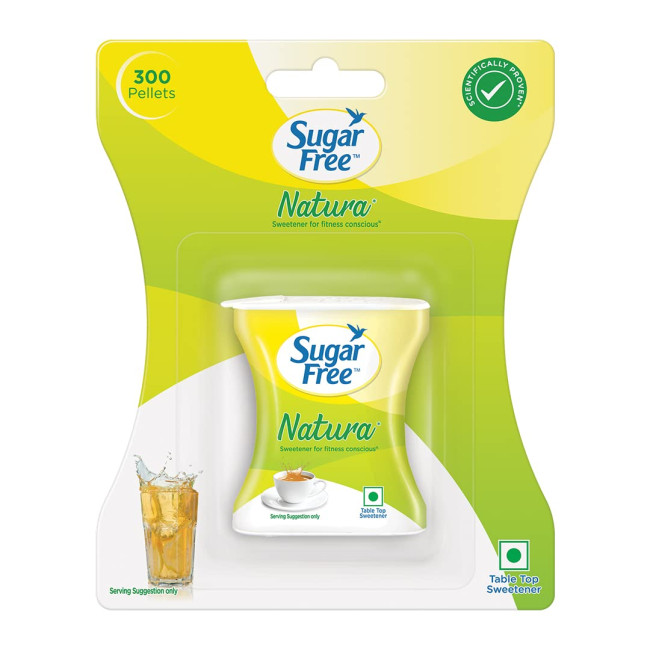 300
Pellets
SCIENTIFICALLY PROVEN**
Sugar
Free™
Natura*
Sweetener for fitness conscious®
Sugar
Free™
Natura*
Sweetener for fitness conscious®
Serving Suggestion only
Table Top
Sweetener
Serving Suggestion only
Table Top
Sweetener